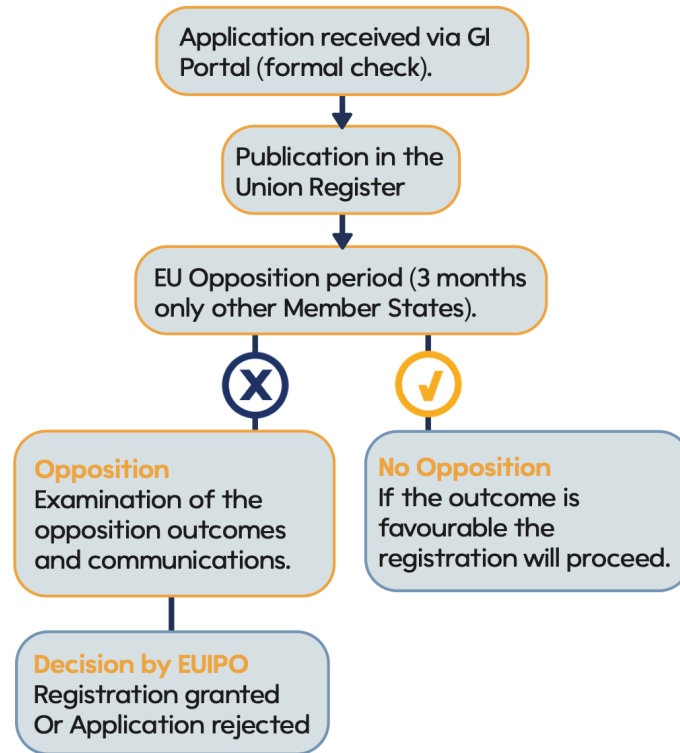 Application received via GI
Portal (formal check).
Publication in the
Union Register
EU Opposition period (3 months
only other Member States).
X
√
Opposition
Examination of the
opposition outcomes
and communications.
No Opposition
If the outcome is
favourable the
registration will proceed.
Decision by EUIPO
Registration granted
Or Application rejected